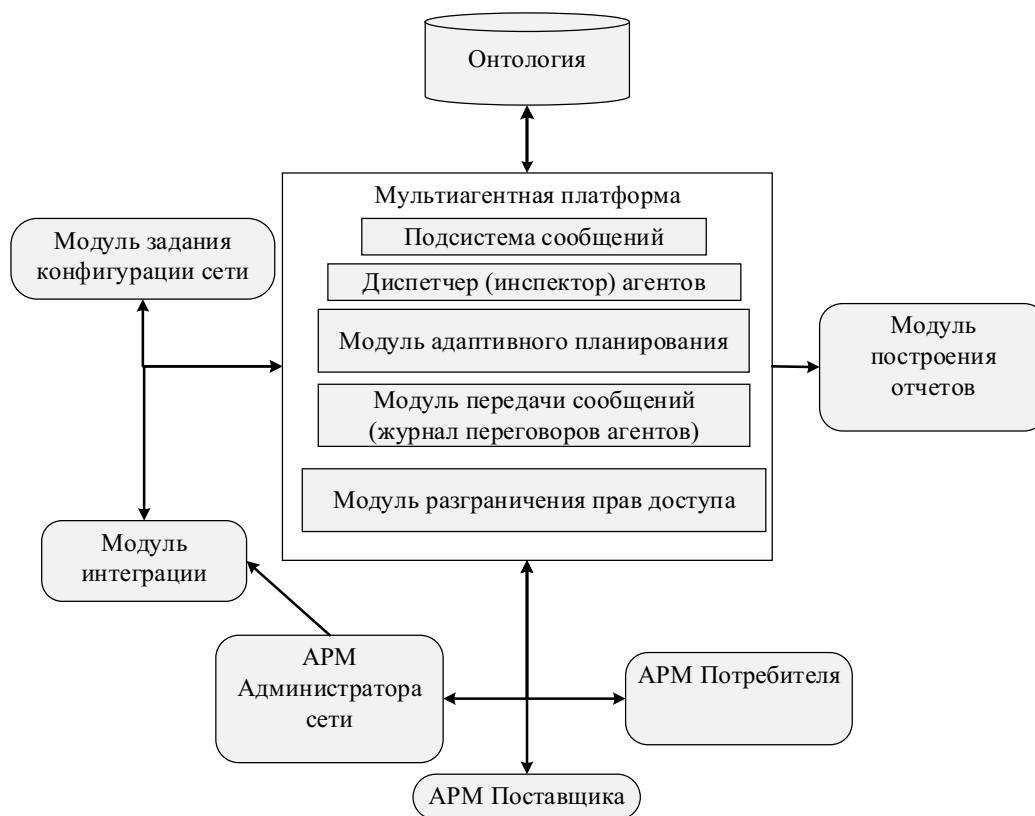 Онтология
Мультиагентная платформа
Подсистема сообщений
Диспетчер (инспектор) агентов
Модуль адаптивного планирования
Модуль передачи сообщений
(журнал переговоров агентов)
Модуль разграничения прав доступа
Модуль задания
конфигурации сети
Модуль
построения
отчетов
Модуль
интеграции
АРМ
Администратора
сети
АРМ Потребителя
АРМ Поставщика